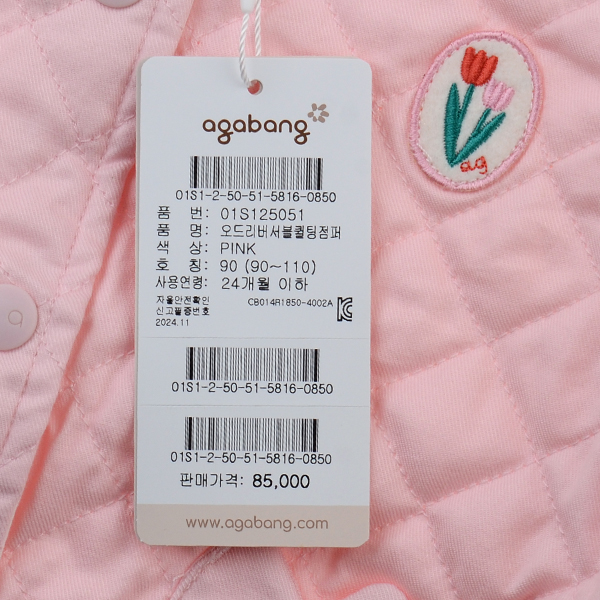 agabang
01S1-2-50-51-5816-0850
품 번: 01S125051
품 명: 오드리버서블퀼팅점퍼
색 상: PINK
호 칭: 90 (90~110)
사용연령: 24개월 이하
자율안전확인
신고필증번호
CB014R1850-4002A
2024.11
01S1-2-50-51-5816-0850
01S1-2-50-51-5816-0850
판매가격: 85,000
www.agabang.com
ag
a